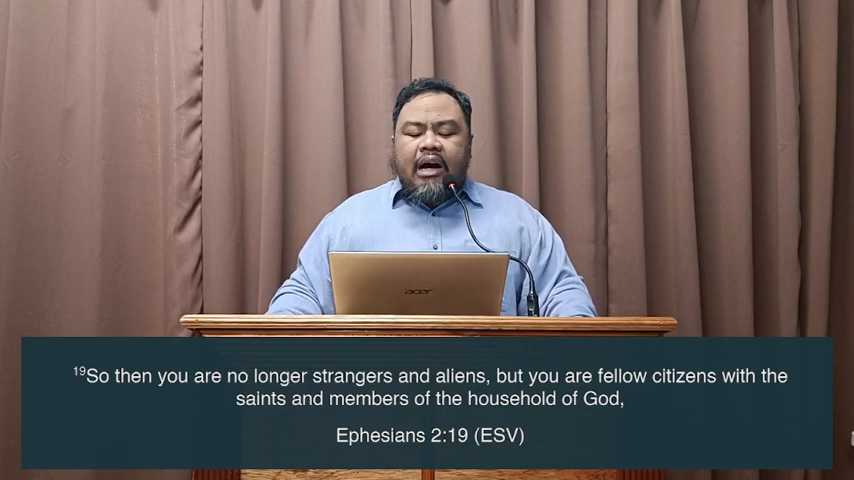 acer
19So then you are no longer strangers and aliens, but you are fellow citizens with the
saints and members of the household of God,
Ephesians 2:19 (ESV)